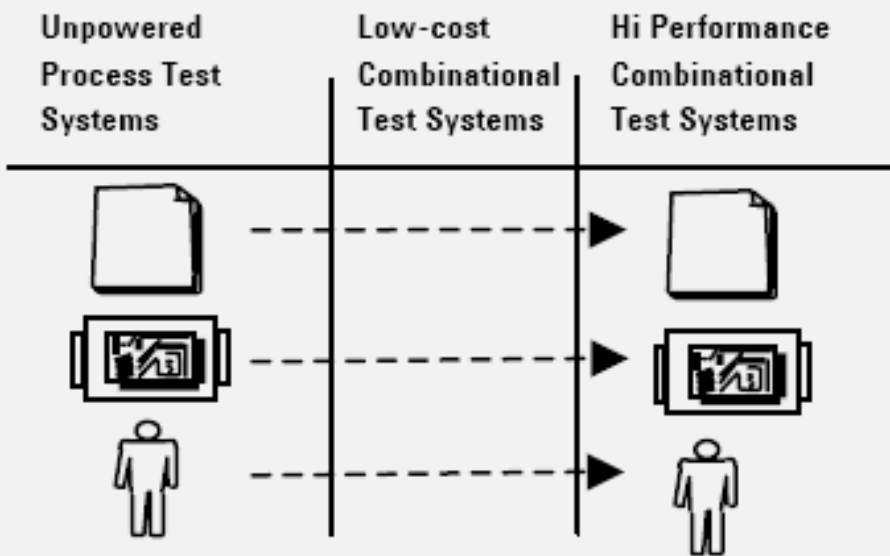 Unpowered
Process Test
Systems
Low-cost
Combinational
Test Systems
Hi Performance
Combinational
Test Systems